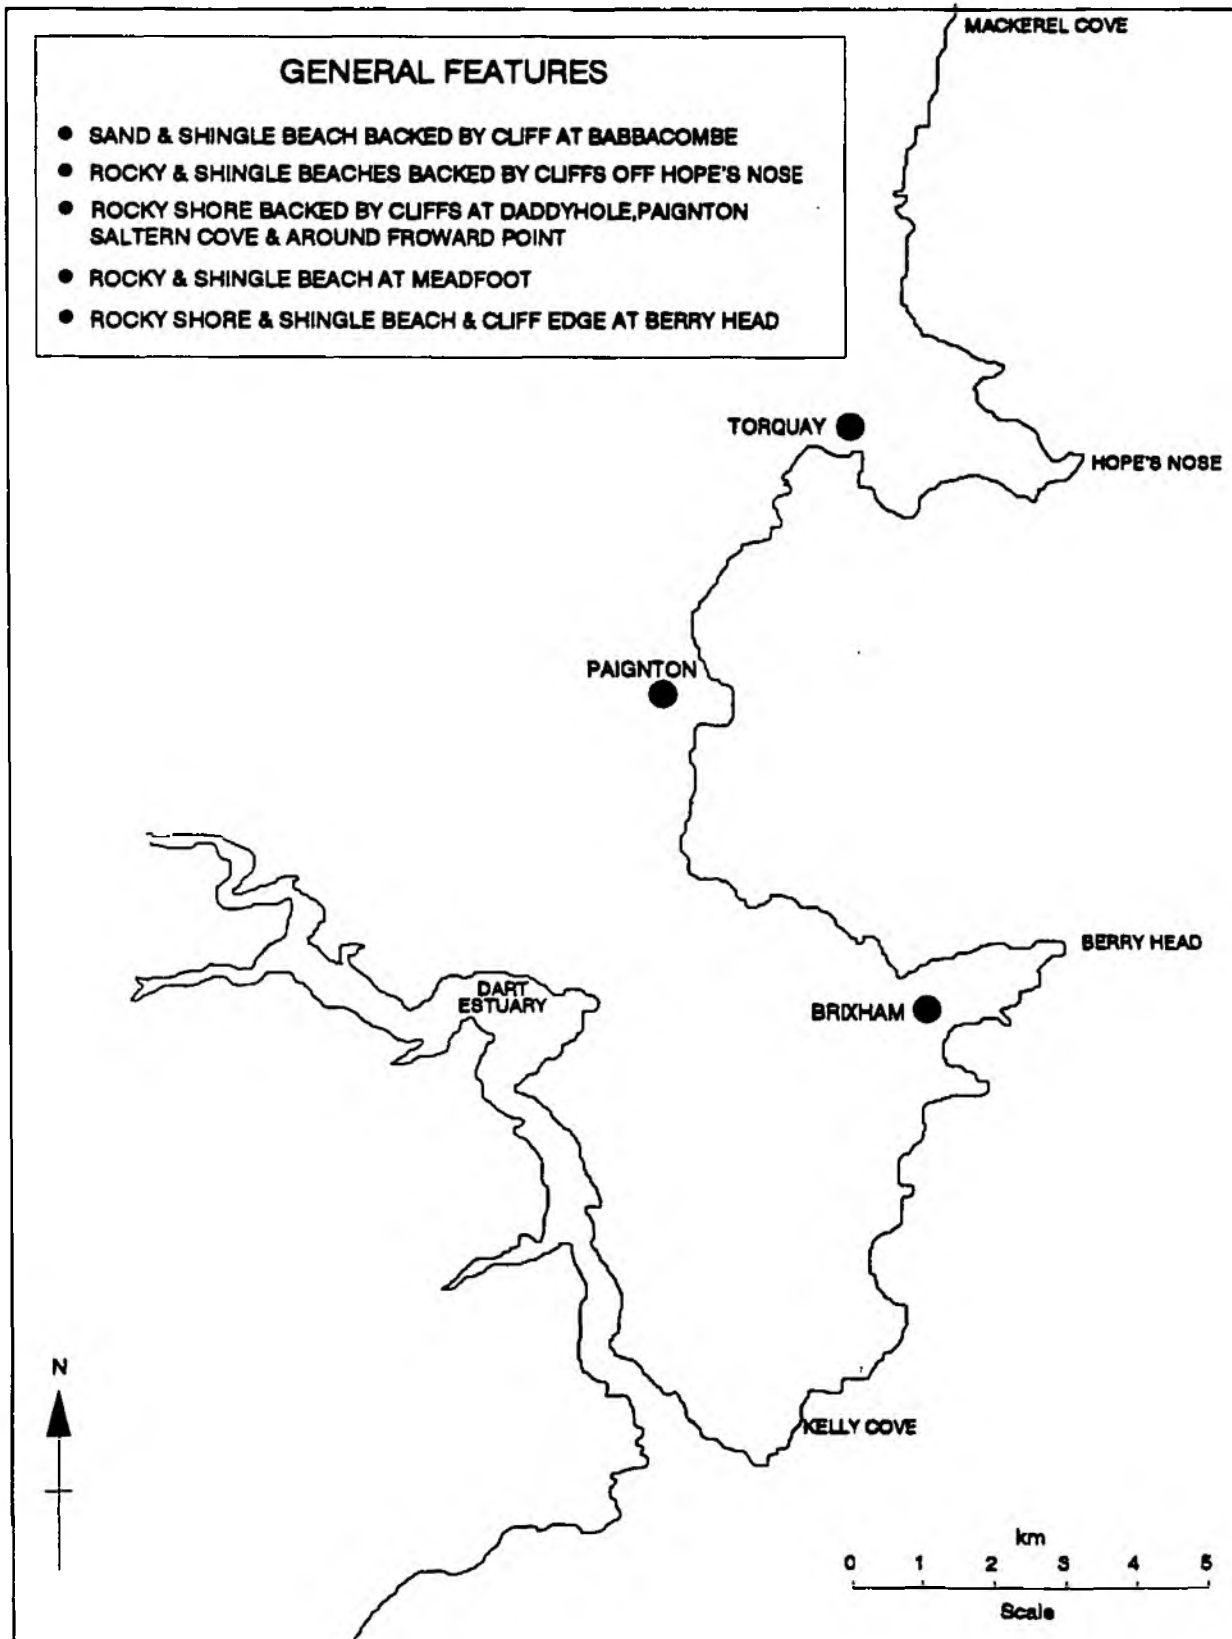 MACKEREL COVE
GENERAL FEATURES
● SAND & SHINGLE BEACH BACKED BY CLIFF AT BABBACOMBE
● ROCKY & SHINGLE BEACHES BACKED BY CLIFFS OFF HOPE'S NOSE
● ROCKY SHORE BACKED BY CLIFFS AT DADDYHOLE,PAIGNTON
SALTERN COVE & AROUND FROWARD POINT
● ROCKY & SHINGLE BEACH AT MEADFOOT
● ROCKY SHORE & SHINGLE BEACH & CLIFF EDGE AT BERRY HEAD
TORQUAY
HOPE'S NOSE
PAIGNTON
BERRY HEAD
DART
ESTUARY
BRIXHAM
N
KELLY COVE
km
0 1 2 3 4 5
Scale